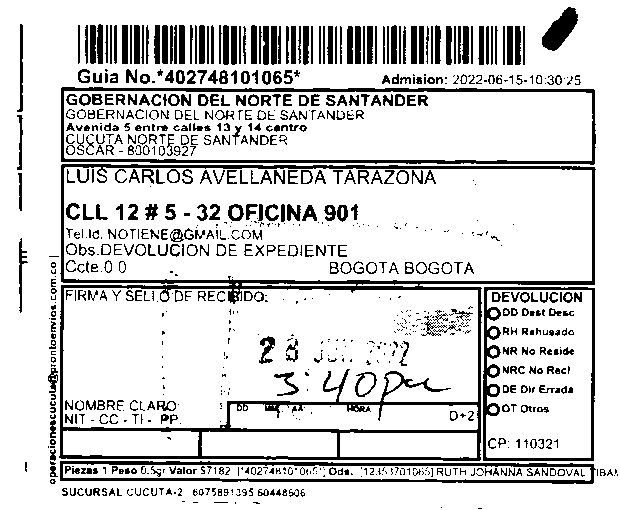 Guia No.*402748101065*
Admision: 2022-06-15-10:30:25
GOBERNACION DEL NORTE DE SANTANDER
GOBERNACION DEL NORTE DE SANTANDER
Avenida 5 entre calles 13 y 14 centro
CUCUTA NORTE DE SANTANDER
OSCAR - 800103927
LUIS CARLOS AVELLANEDA TARAZONA
CLL 12 # 5 - 32 OFICINA 901
Tel.Id. NOTIENE@GMAIL.COM
Obs.DEVOLUCION DE EXPEDIENTE
Ccte.0 0 BOGOTA BOGOTA
FIRMA Y SELLO DE RECIBIDO:
28 JUN 2022
3:40pm
NOMBRE CLARO:
NIT - CC - TI - PP.
DD MM AA HORA
D+2
DEVOLUCION
DD Dest Desc
RH Rehusado
NR No Reside
NRC No Recl
DE Dir Errada
OT Otros
CP: 110321
operacionescucuta@prontoenvios.com.co
Piezas 1 Peso 0.5gr Valor $7182 [*402748101065*] Ode. RUTH JOHANNA SANDOVAL
SUCURSAL CUCUTA-2 6075891395 60448606